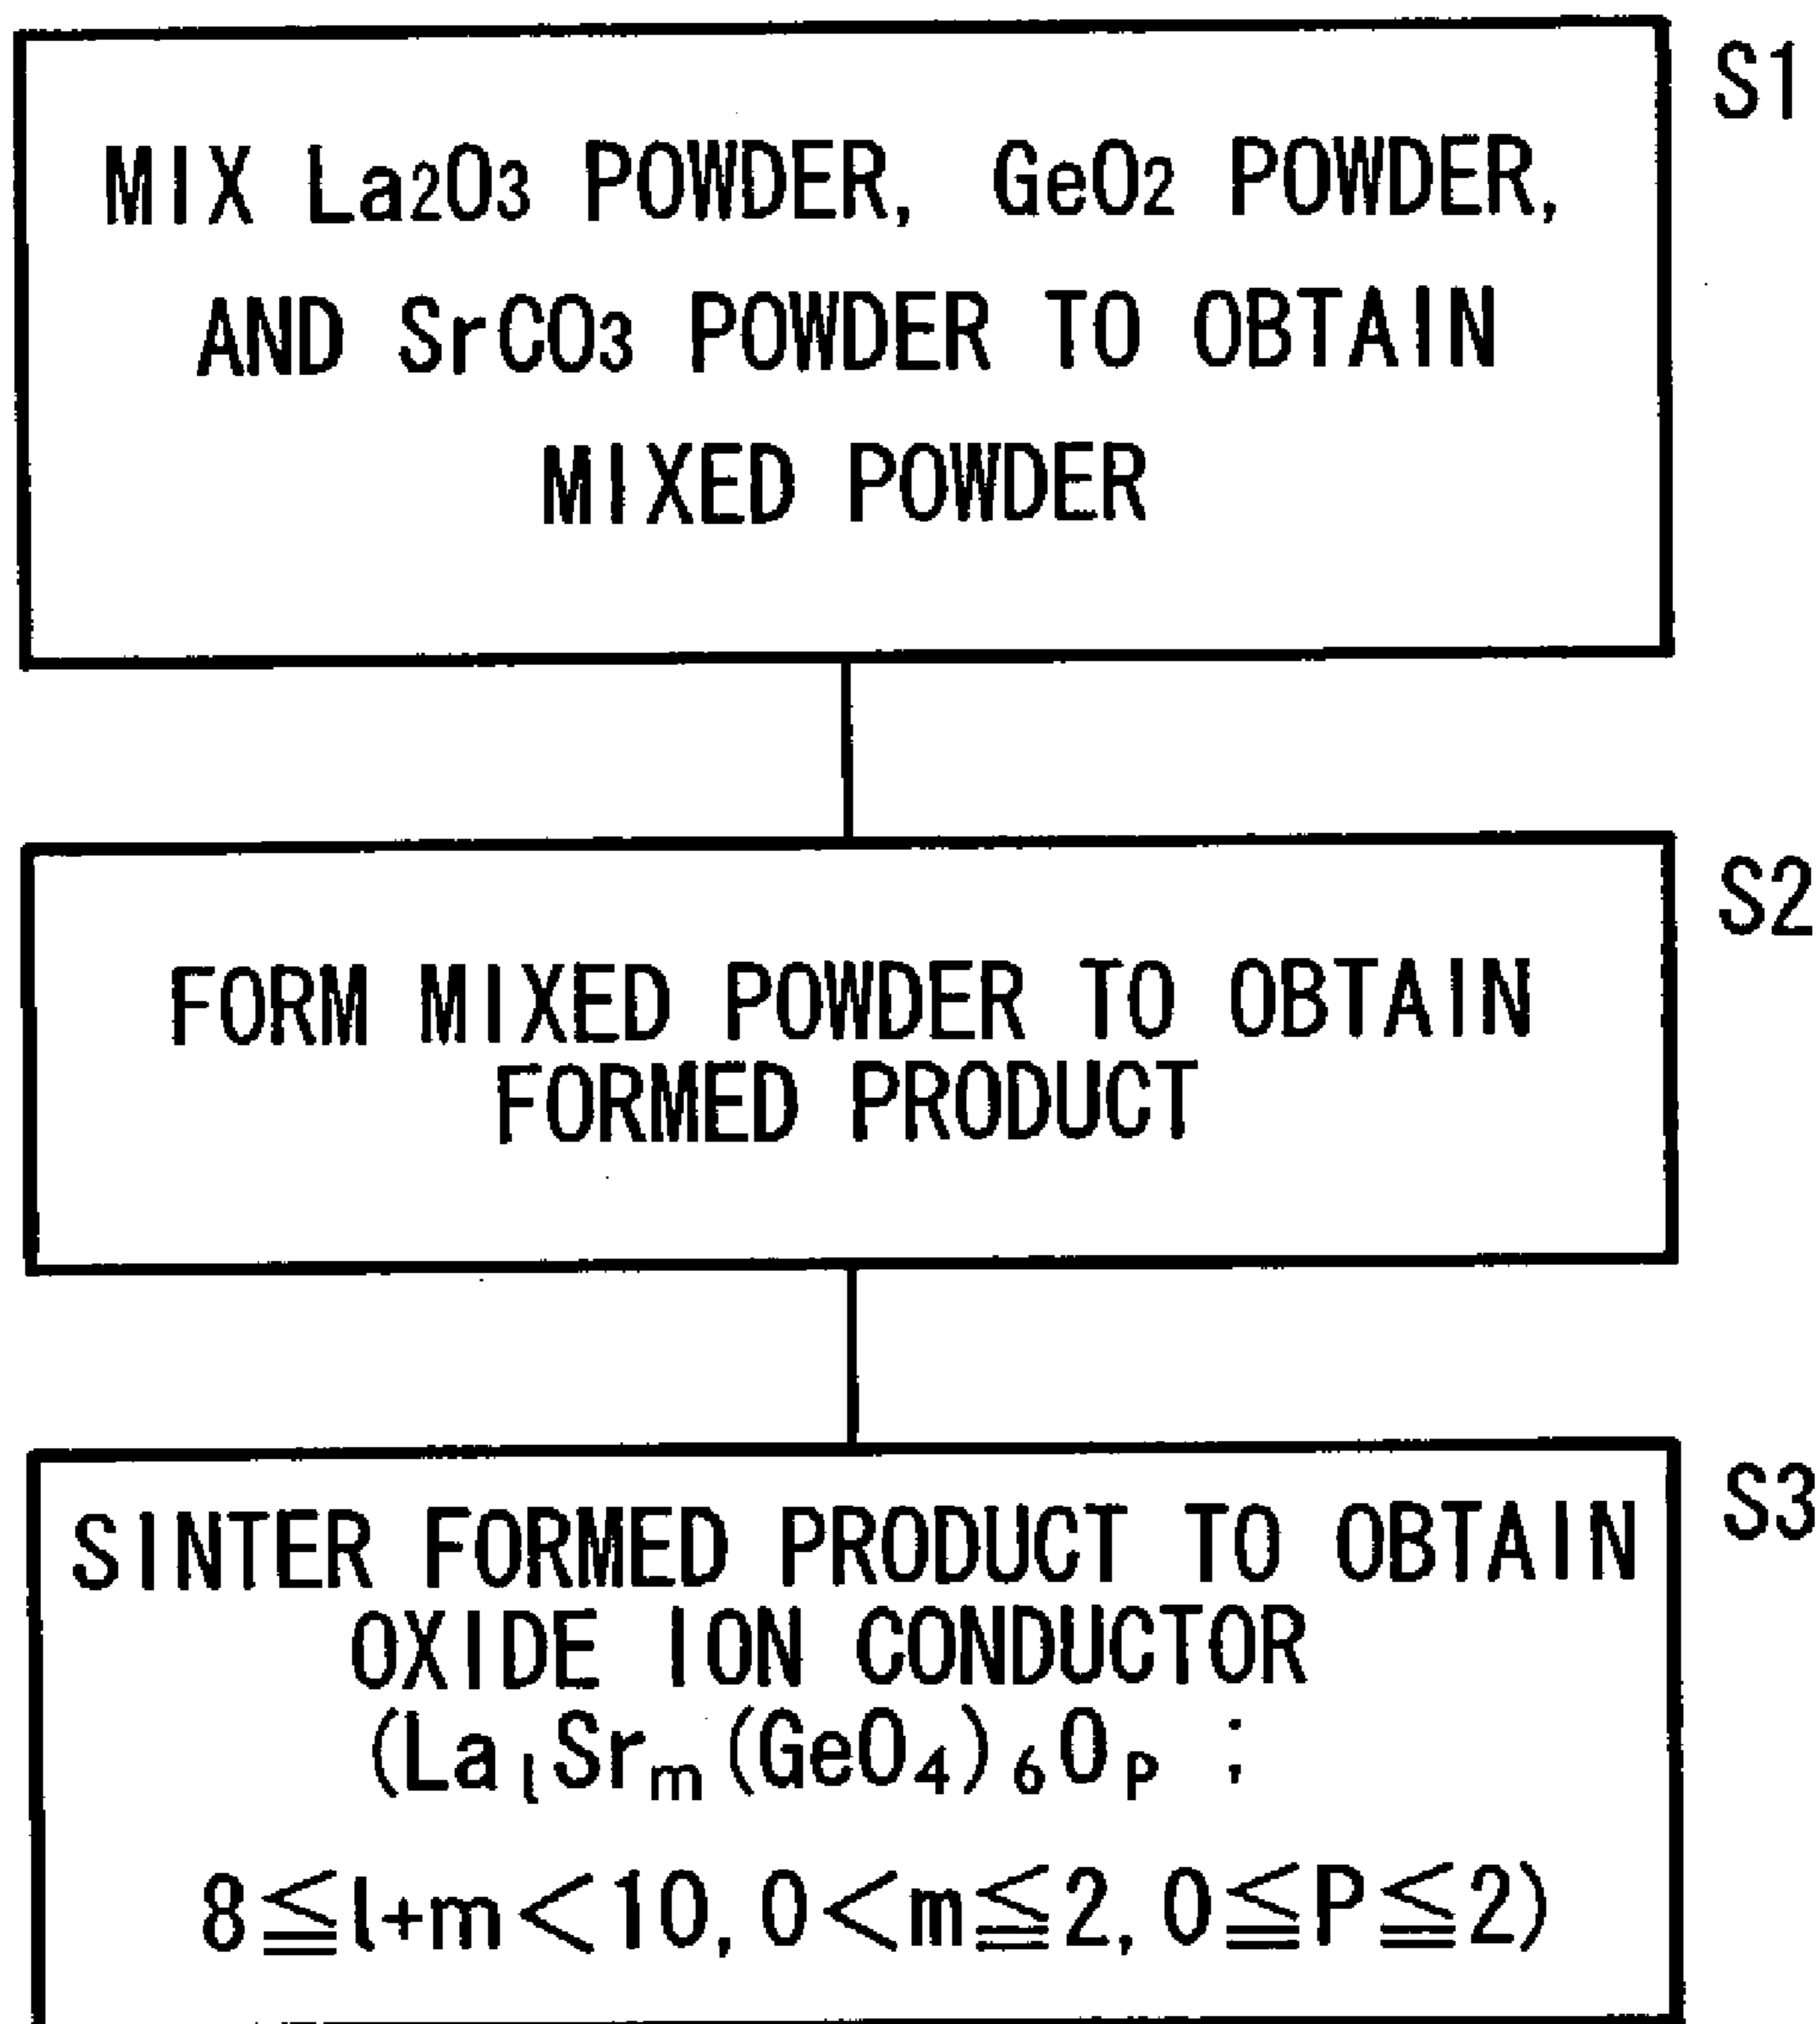 S1
MIX La2O3 POWDER, GeO2 POWDER,
AND SrCO3 POWDER TO OBTAIN
MIXED POWDER
S2
FORM MIXED POWDER TO OBTAIN
FORMED PRODUCT
S3
SINTER FORMED PRODUCT TO OBTAIN
OXIDE ION CONDUCTOR
(LalSrm(GeO4)6OP ;
8≦l+m<10, 0<m≦2, 0≦P≦2)